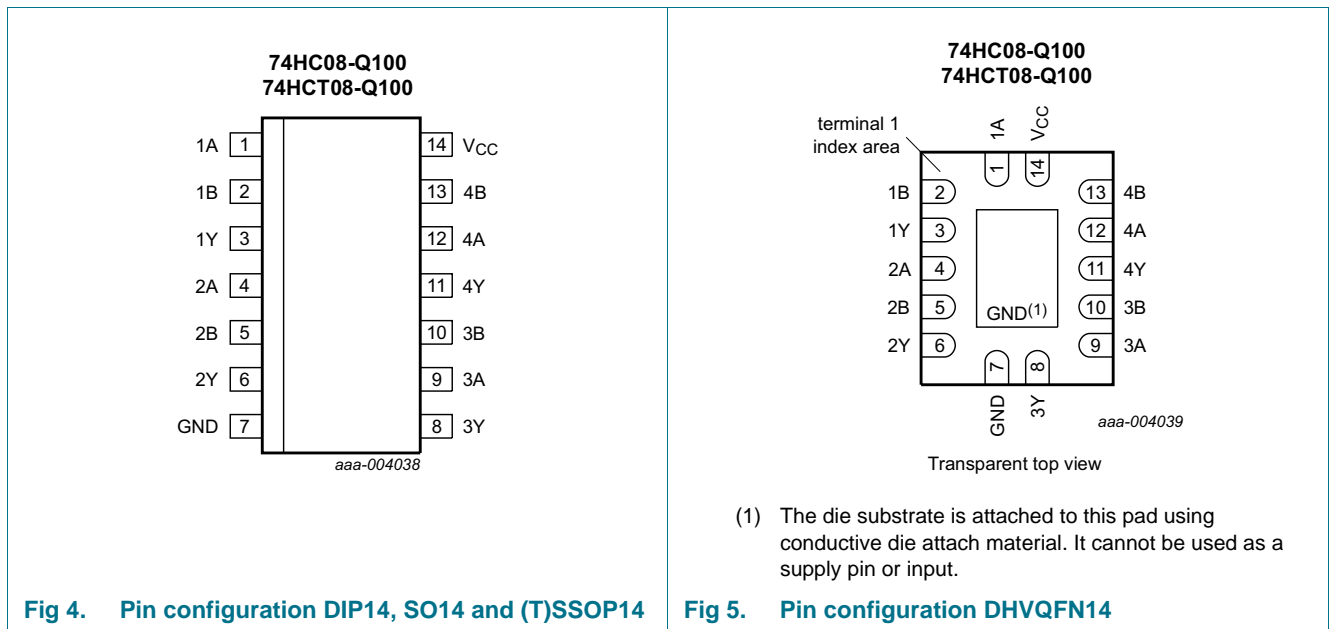 74HC08-Q100
74HCT08-Q100
1A 1 14 VCC
1B 2 13 4B
1Y 3 12 4A
2A 4 11 4Y
2B 5 10 3B
2Y 6 9 3A
GND 7 8 3Y
aaa-004038
Fig 4. Pin configuration DIP14, SO14 and (T)SSOP14
74HC08-Q100
74HCT08-Q100
terminal 1
index area
1A VCC
1 14
1B 2 13 4B
1Y 3 12 4A
2A 4 11 4Y
2B 5 10 3B
GND(1)
2Y 6 9 3A
7 8
GND 3Y
aaa-004039
Transparent top view
(1) The die substrate is attached to this pad using
conductive die attach material. It cannot be used as a
supply pin or input.
Fig 5. Pin configuration DHVQFN14